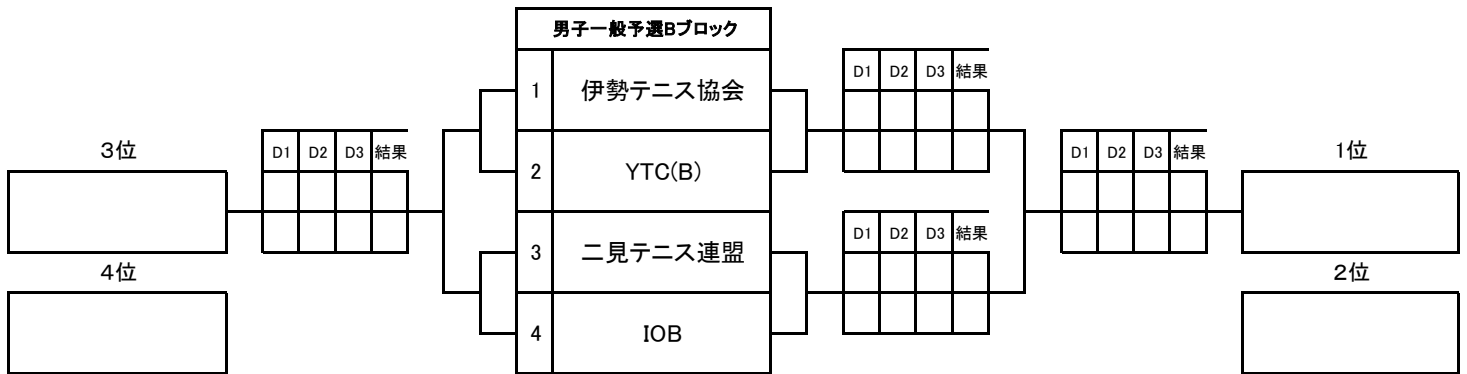 男子一般予選Bブロック
1 伊勢テニス協会
2 YTC(B)
3 二見テニス連盟
4 IOB
D1 D2 D3 結果
D1 D2 D3 結果
D1 D2 D3 結果
D1 D2 D3 結果
3位
4位
1位
2位